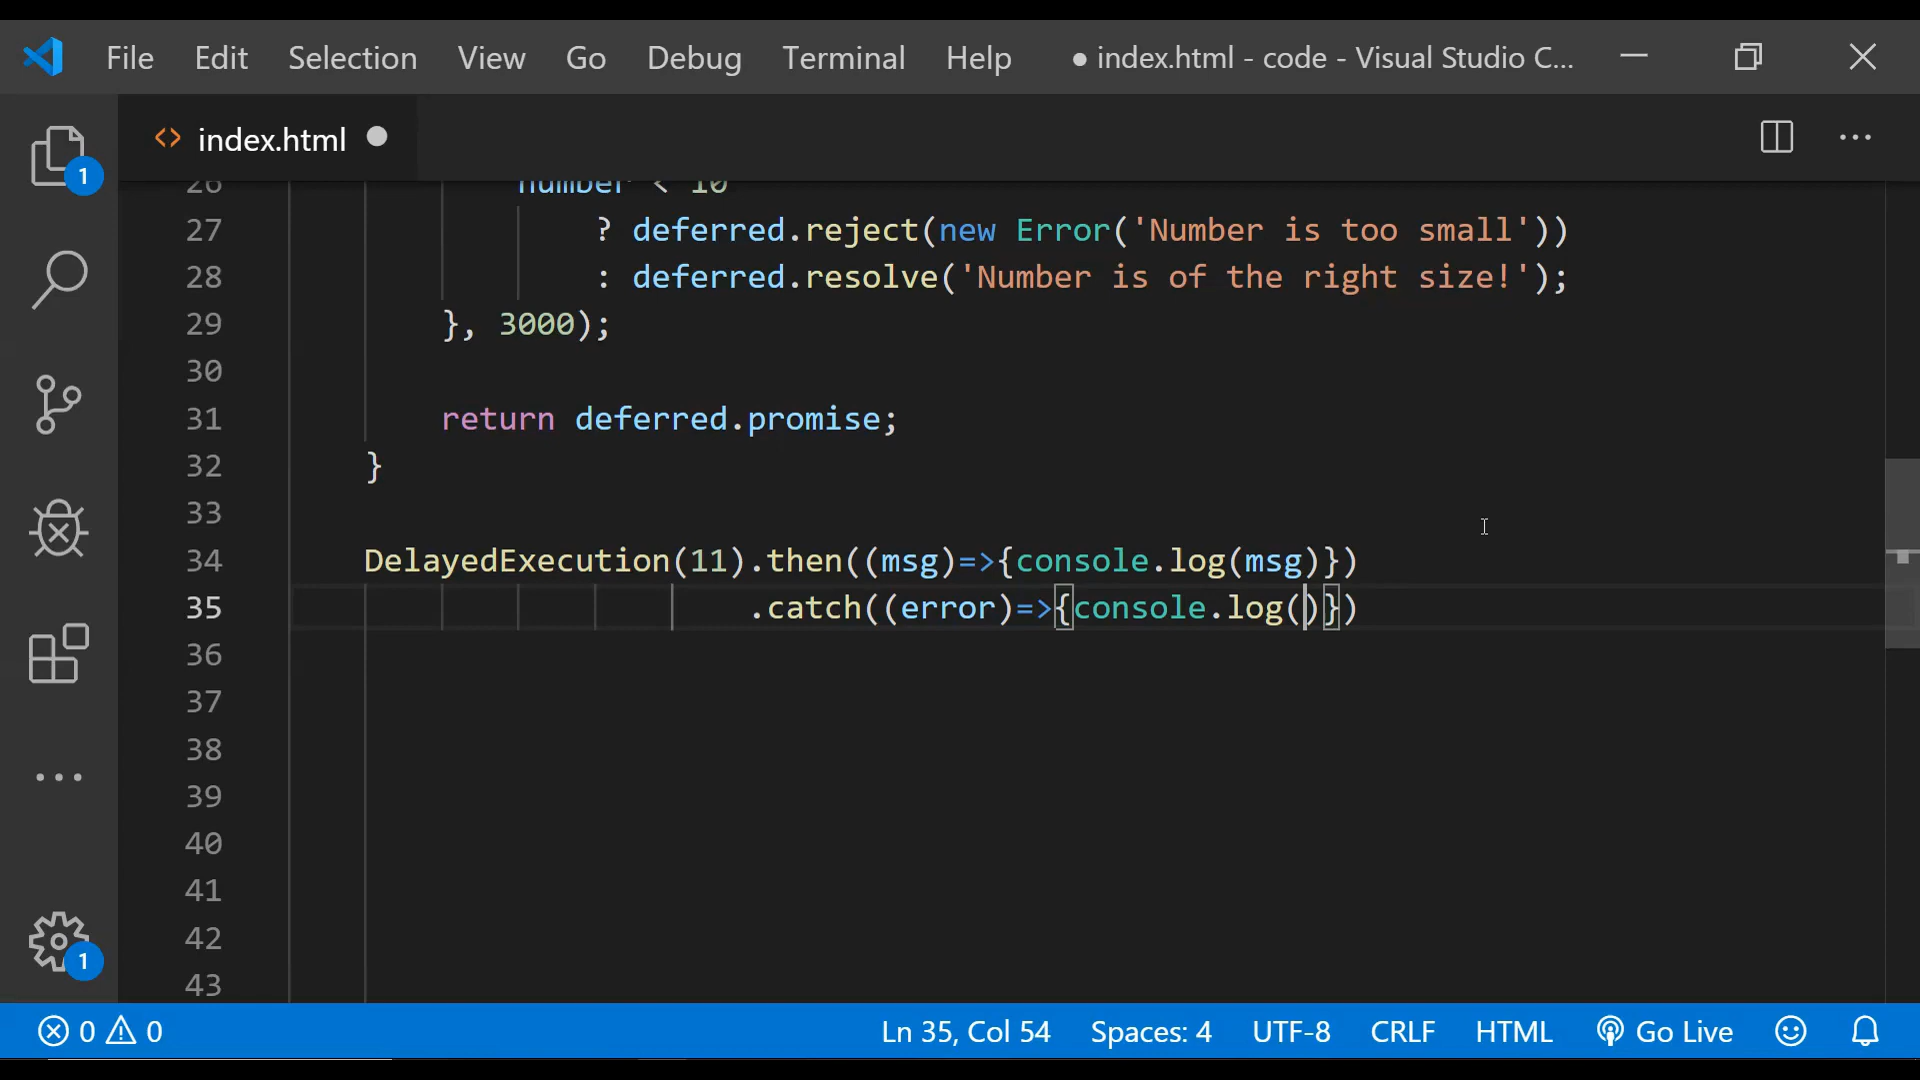 File Edit Selection View Go Debug Terminal Help ● index.html - code - Visual Studio C...
index.html
1
26 number < 10
27 ? deferred.reject(new Error('Number is too small'))
28 : deferred.resolve('Number is of the right size!');
29 }, 3000);
30
31 return deferred.promise;
32 }
33
34 DelayedExecution(11).then((msg)=>{console.log(msg)})
35 .catch((error)=>{console.log()})
36
37
38
39
40
41
42
1
43
0 0 Ln 35, Col 54 Spaces: 4 UTF-8 CRLF HTML Go Live